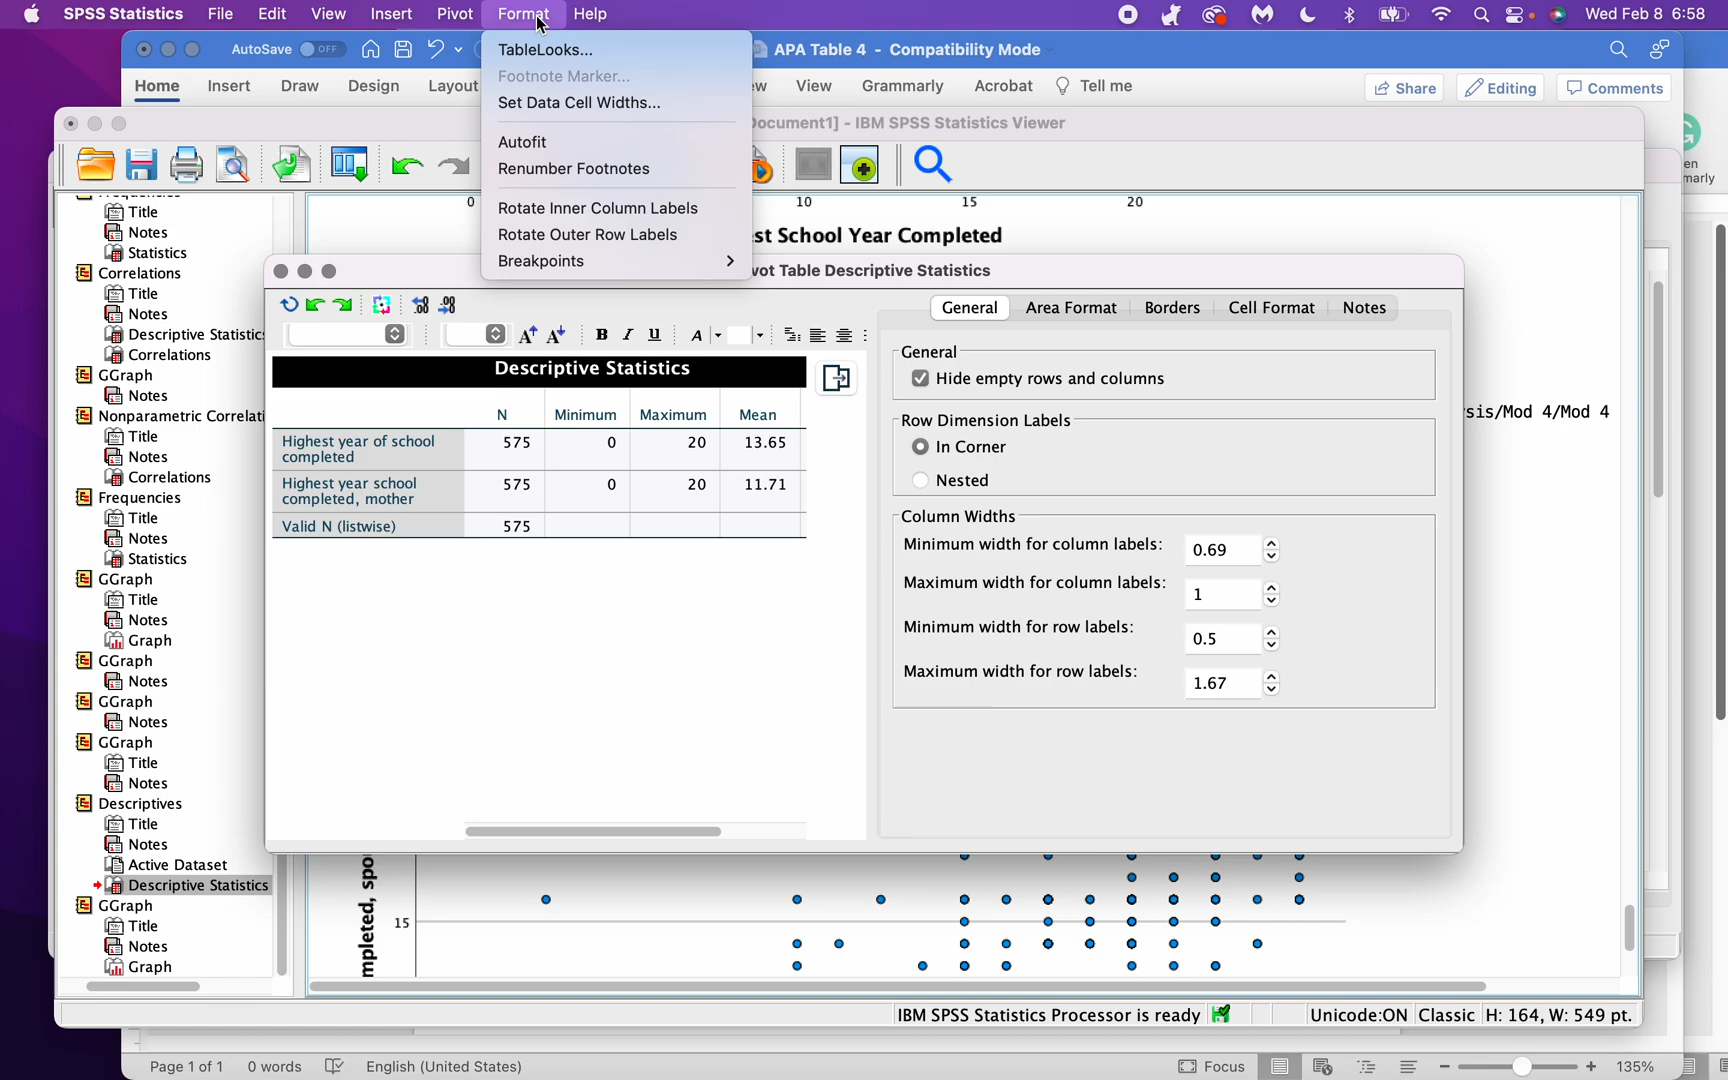 SPSS Statistics File Edit View Insert Pivot Format Help Wed Feb 8 6:58
AutoSave OFF APA Table 4 - Compatibility Mode
Home Insert Draw Design Layout View Grammarly Acrobat Tell me Share Editing Comments
TableLooks...
Footnote Marker...
Set Data Cell Widths...
Autofit
Renumber Footnotes
Rotate Inner Column Labels
Rotate Outer Row Labels
Breakpoints
ocument1] - IBM SPSS Statistics Viewer
en
marly
Title
Notes
Statistics
Correlations
Title
Notes
Descriptive Statistic
Correlations
GGraph
Notes
Nonparametric Correlati
Title
Notes
Correlations
Frequencies
Title
Notes
Statistics
GGraph
Title
Notes
Graph
GGraph
Notes
GGraph
Notes
GGraph
Title
Notes
Descriptives
Title
Notes
Active Dataset
Descriptive Statistics
GGraph
Title
Notes
Graph
0 10 15 20
st School Year Completed
sis/Mod 4/Mod 4
vot Table Descriptive Statistics
B I U A
Descriptive Statistics
N Minimum Maximum Mean
Highest year of school completed 575 0 20 13.65
Highest year school completed, mother 575 0 20 11.71
Valid N (listwise) 575
General Area Format Borders Cell Format Notes
General
Hide empty rows and columns
Row Dimension Labels
In Corner
Nested
Column Widths
Minimum width for column labels: 0.69
Maximum width for column labels: 1
Minimum width for row labels: 0.5
Maximum width for row labels: 1.67
mpleted, spo
15
IBM SPSS Statistics Processor is ready Unicode:ON Classic H: 164, W: 549 pt.
Page 1 of 1 0 words English (United States) Focus 135%